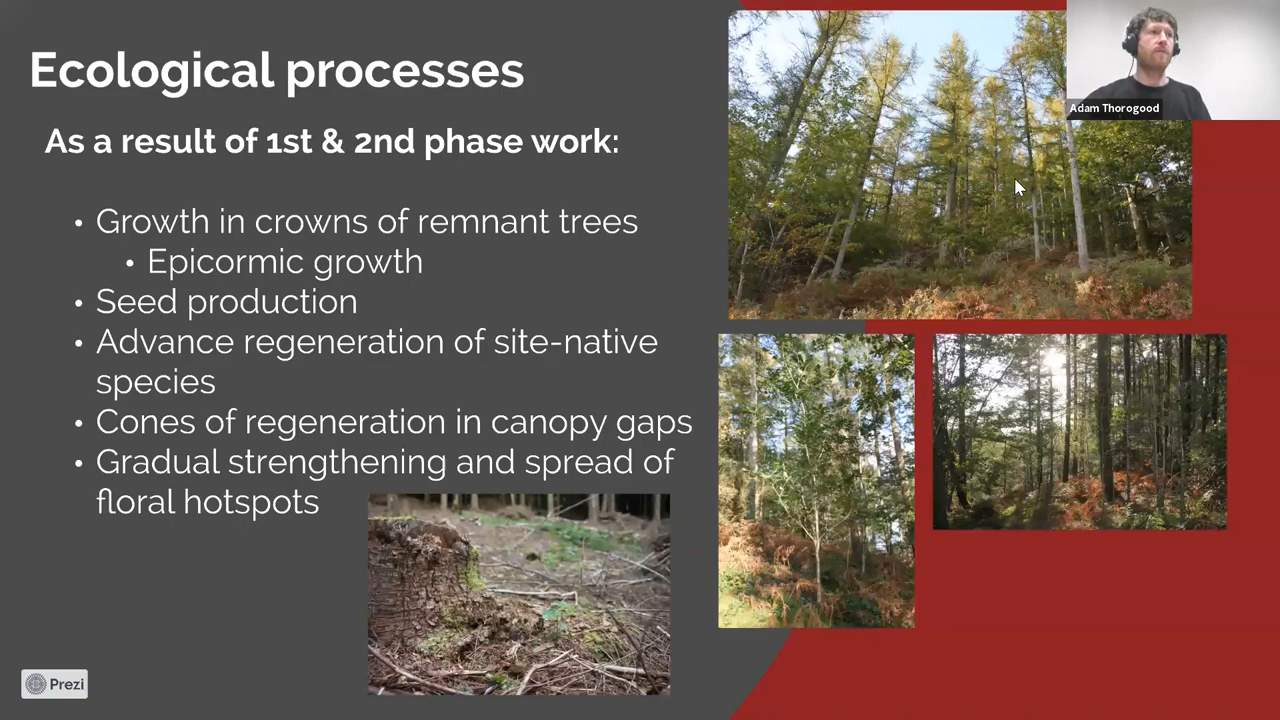 Ecological processes
As a result of 1st & 2nd phase work:
• Growth in crowns of remnant trees
• Epicormic growth
• Seed production
• Advance regeneration of site-native
species
• Cones of regeneration in canopy gaps
• Gradual strengthening and spread of
floral hotspots
Adam Thorogood
Prezi